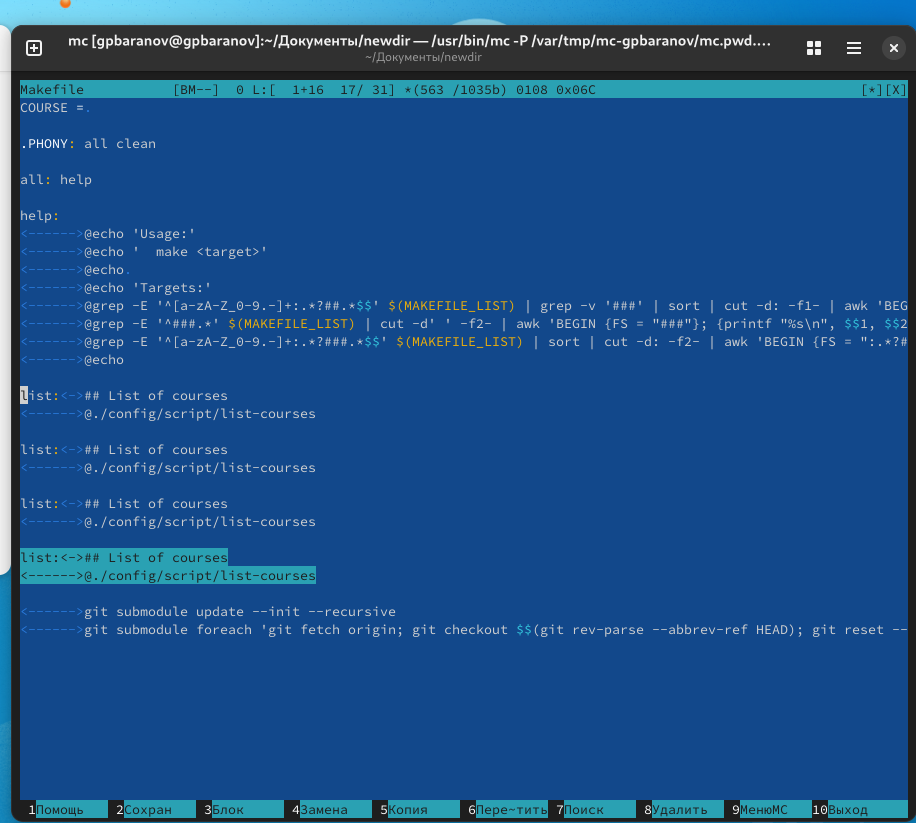 mc [gpbaranov@gpbaranov]:~/Документы/newdir — /usr/bin/mc -P /var/tmp/mc-gpbaranov/mc.pwd.…
~/Документы/newdir
Makefile [BM--] 0 L:[ 1+16 17/ 31] *(563 /1035b) 0108 0x06C [*][X]
COURSE =.
.PHONY: all clean
all: help
help:
<------>@echo 'Usage:'
<------>@echo '  make <target>'
<------>@echo.
<------>@echo 'Targets:'
<------>@grep -E '^[a-zA-Z_0-9.-]+:.*?##.*$$' $(MAKEFILE_LIST) | grep -v '###' | sort | cut -d: -f1- | awk 'BEG
<------>@grep -E '^###.*' $(MAKEFILE_LIST) | cut -d' ' -f2- | awk 'BEGIN {FS = "###"}; {printf "%s\n", $$1, $$2
<------>@grep -E '^[a-zA-Z_0-9.-]+:.*?###.*$$' $(MAKEFILE_LIST) | sort | cut -d: -f2- | awk 'BEGIN {FS = ":.*?#
<------>@echo
list:<->## List of courses
<------>@./config/script/list-courses
list:<->## List of courses
<------>@./config/script/list-courses
list:<->## List of courses
<------>@./config/script/list-courses
list:<->## List of courses
<------>@./config/script/list-courses
<------>git submodule update --init --recursive
<------>git submodule foreach 'git fetch origin; git checkout $$(git rev-parse --abbrev-ref HEAD); git reset --
1Помощь 2Сохран 3Блок 4Замена 5Копия 6Пере~тить 7Поиск 8Удалить 9МенюMC 10Выход